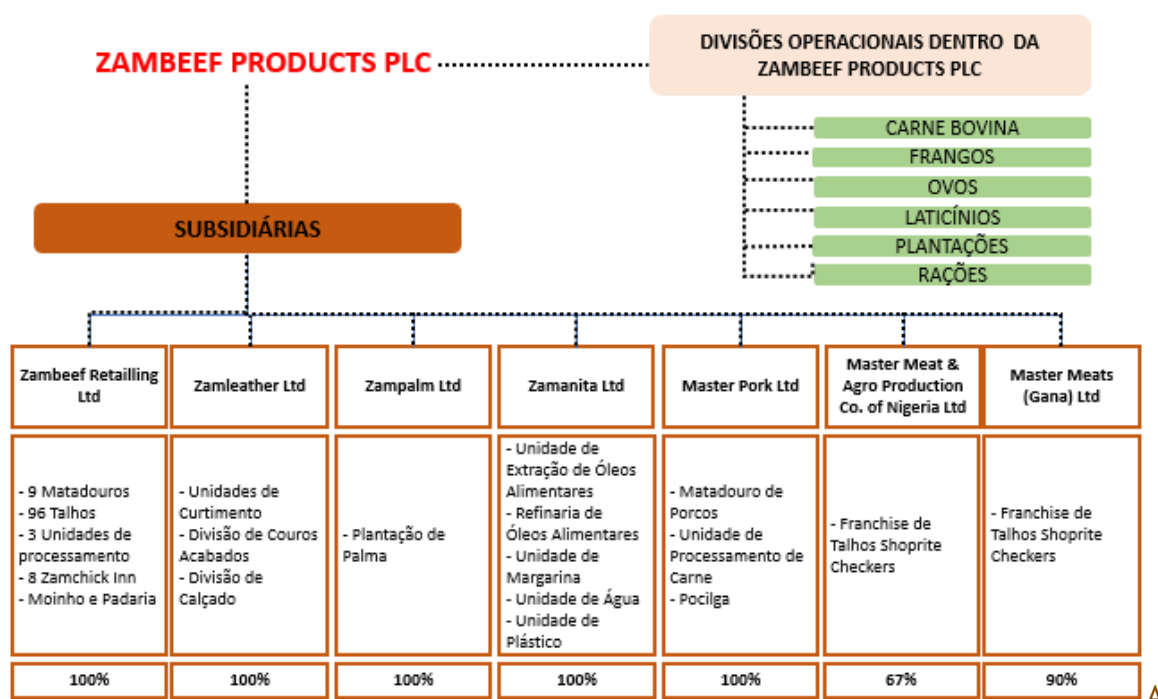 ZAMBEEF PRODUCTS PLC
DIVISÕES OPERACIONAIS DENTRO DA
ZAMBEEF PRODUCTS PLC
CARNE BOVINA
FRANGOS
OVOS
LATICÍNIOS
PLANTAÇÕES
RAÇÕES
SUBSIDIÁRIAS
Zambeef Retailling
Ltd
Zamleather Ltd
Zampalm Ltd
Zamanita Ltd
Master Pork Ltd
Master Meat &
Agro Production
Co. of Nigeria Ltd
Master Meats
(Gana) Ltd
- 9 Matadouros
- 96 Talhos
- 3 Unidades de
processamento
- 8 Zamchick Inn
- Moinho e Padaria
- Unidades de
Curtimento
- Divisão de Couros
Acabados
- Divisão de
Calçado
- Plantação de
Palma
- Unidade de
Extração de Óleos
Alimentares
- Refinaria de
Óleos Alimentares
- Unidade de
Margarina
- Unidade de Água
- Unidade de
Plástico
- Matadouro de
Porcos
- Unidade de
Processamento de
Carne
- Pocilga
- Franchise de
Talhos Shoprite
Checkers
- Franchise de
Talhos Shoprite
Checkers
100%
100%
100%
100%
100%
67%
90%